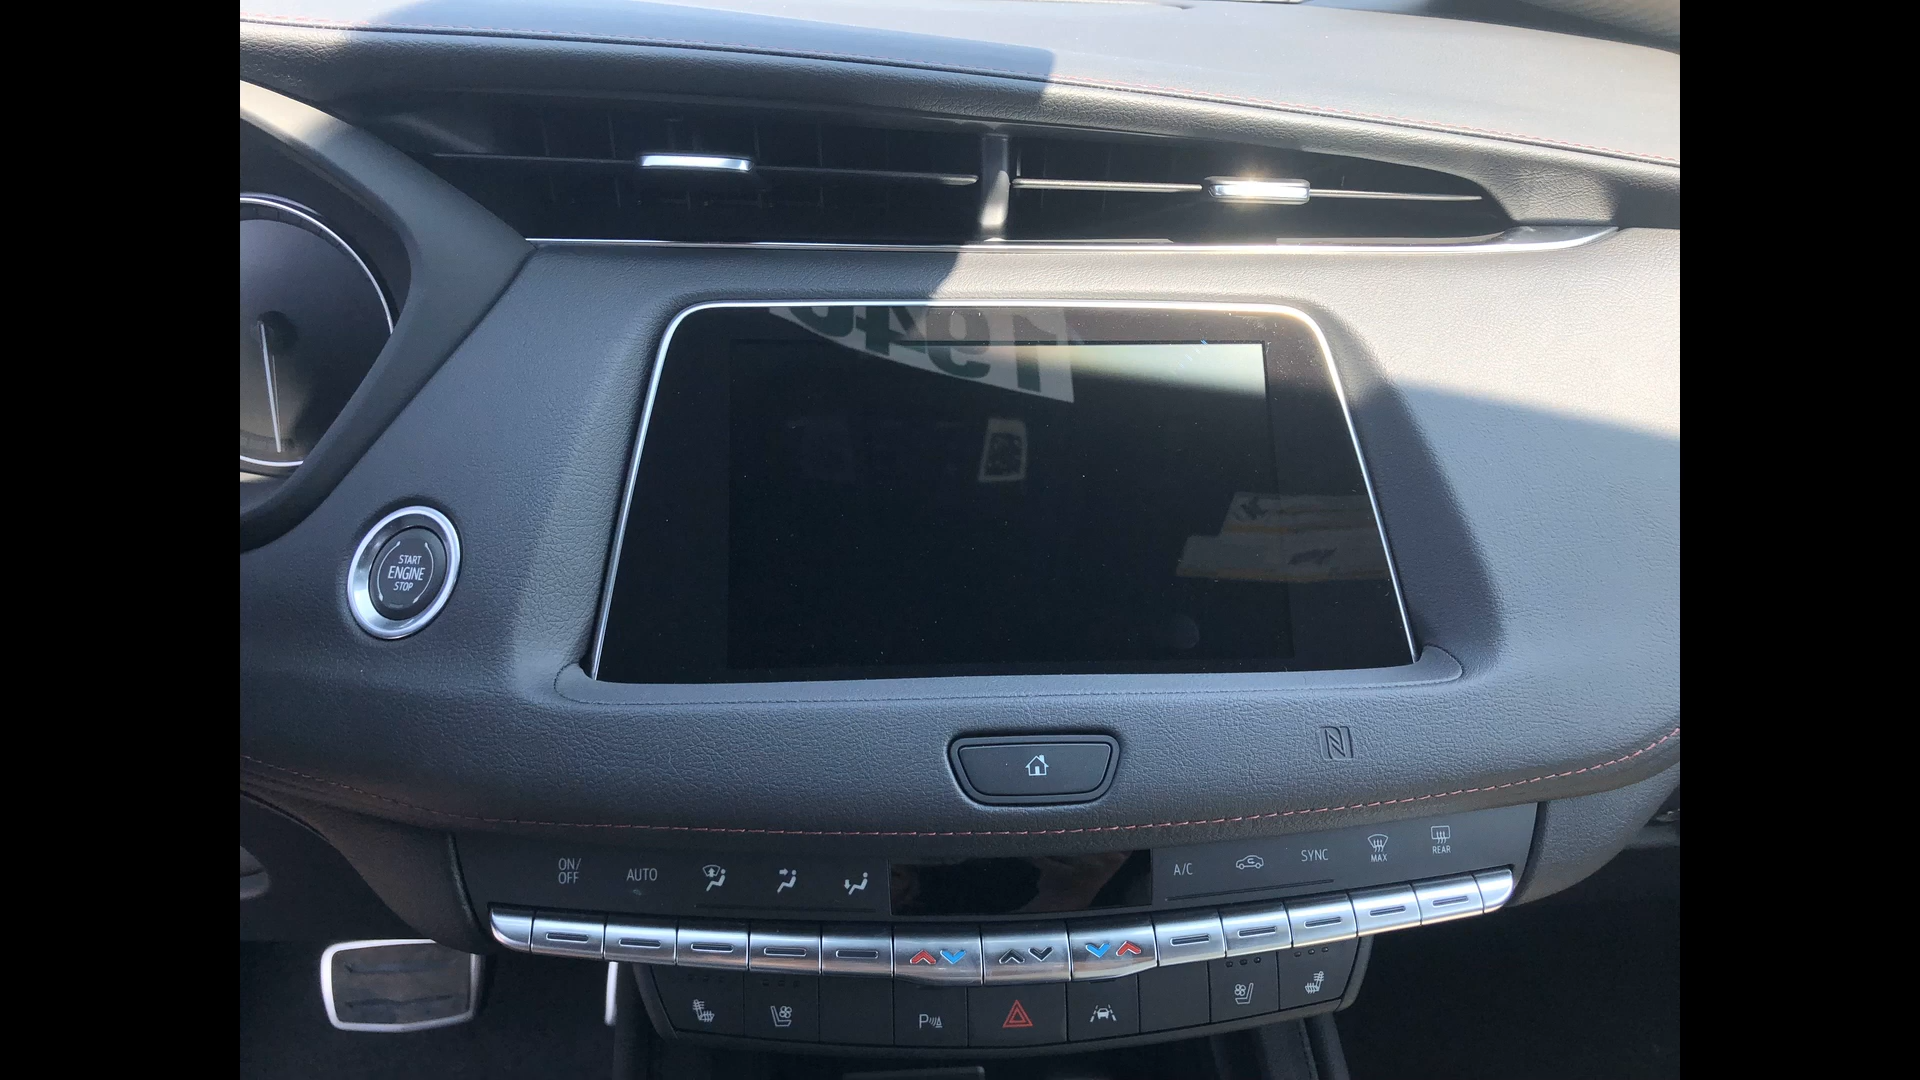 START
ENGINE
STOP
ON/
OFF
AUTO
A/C
SYNC
MAX
REAR
P